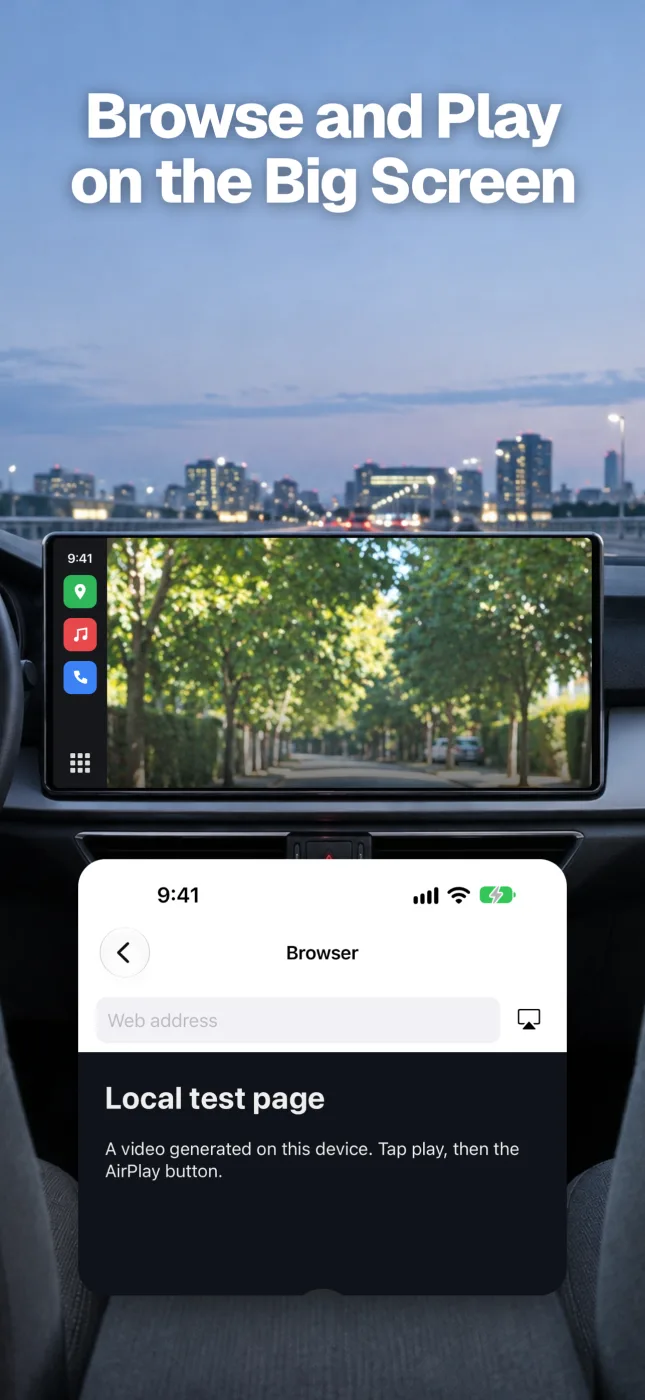 Browse and Play
on the Big Screen
9:41
9:41
Browser
Web address
Local test page
A video generated on this device. Tap play, then the
AirPlay button.